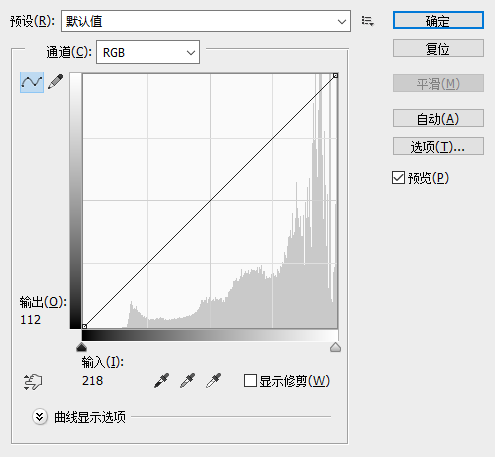 预设(R): 默认值
确定
通道(C): RGB
复位
平滑(M)
自动(A)
选项(T)...
预览(P)
输出(O):
112
输入(I):
218
显示修剪(W)
曲线显示选项